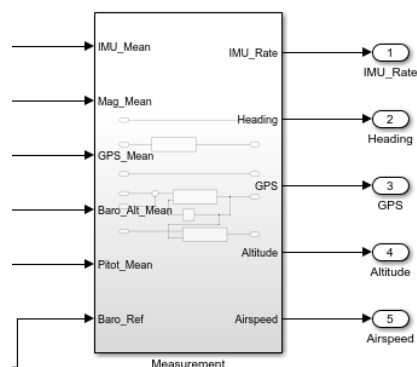 IMU_Mean
IMU_Rate
1
IMU_Rate
Mag_Mean
Heading
2
Heading
GPS_Mean
GPS
3
GPS
Baro_Alt_Mean
Altitude
4
Altitude
Pitot_Mean
Baro_Ref
Airspeed
5
Airspeed
Measurement